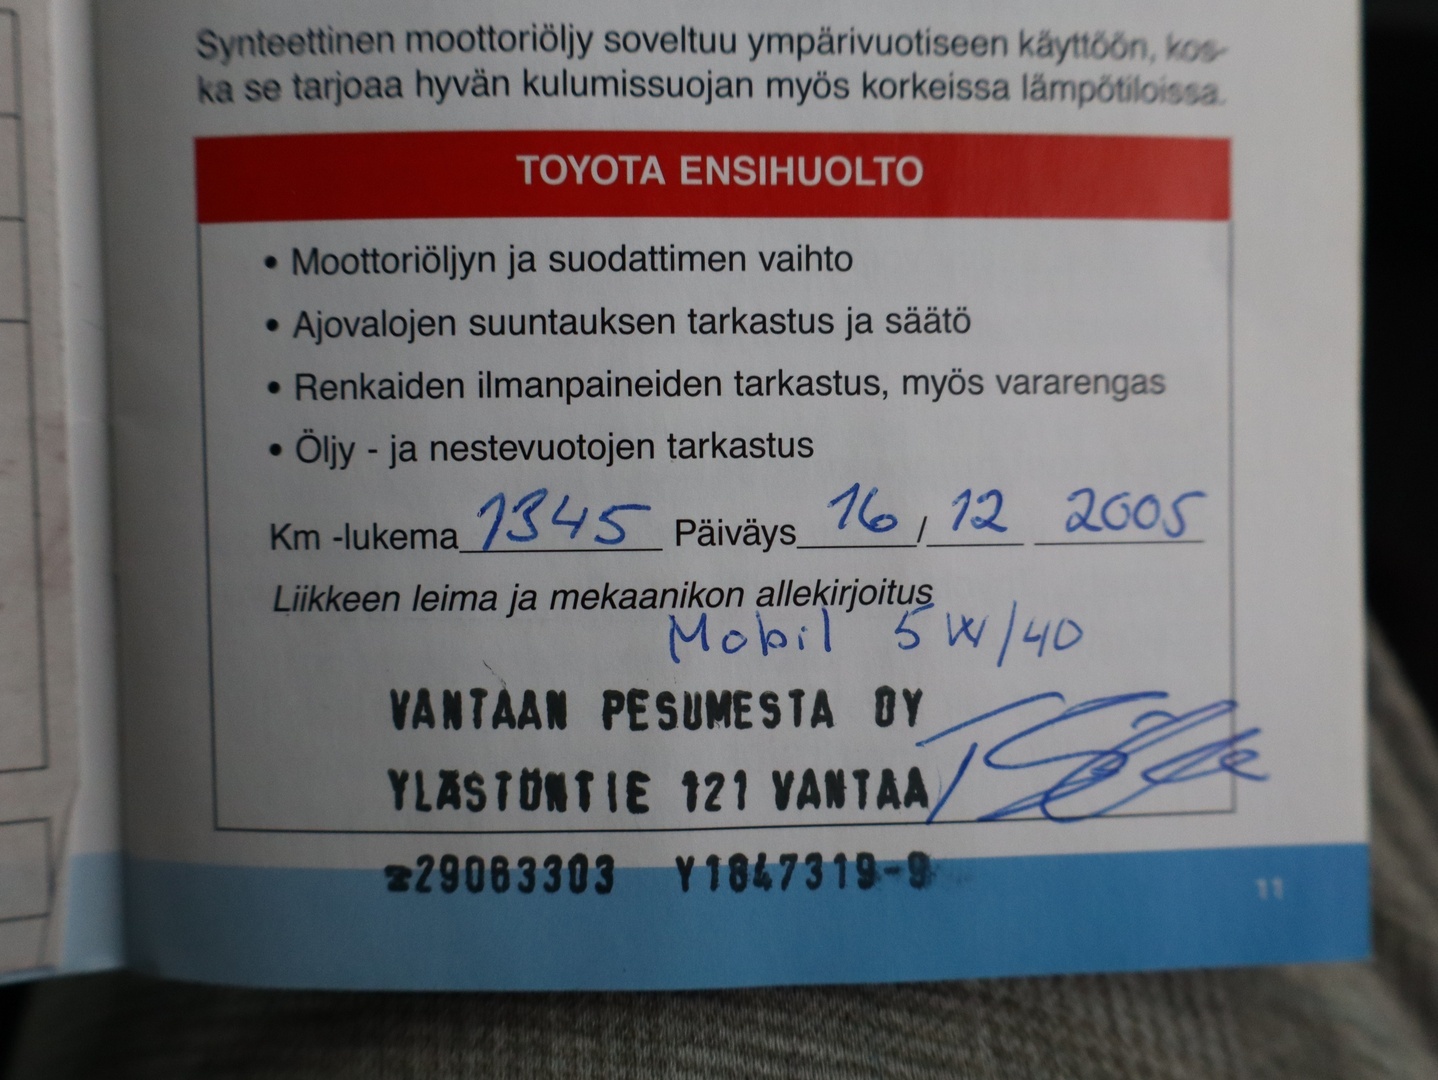 Synteettinen moottoriöljy soveltuu ympärivuotiseen käyttöön, kos-
ka se tarjoaa hyvän kulumissuojan myös korkeissa lämpötiloissa.
TOYOTA ENSIHUOLTO
• Moottoriöljyn ja suodattimen vaihto
• Ajovalojen suuntauksen tarkastus ja säätö
• Renkaiden ilmanpaineiden tarkastus, myös vararengas
• Öljy - ja nestevuotojen tarkastus
Km -lukema 1345 Päiväys 16 / 12 2005
Liikkeen leima ja mekaanikon allekirjoitus
Mobil 5W/40
VANTAAN PESUMESTA OY
YLÄSTÖNTIE 121 VANTAA
☎29063303 Y1847319-9
11